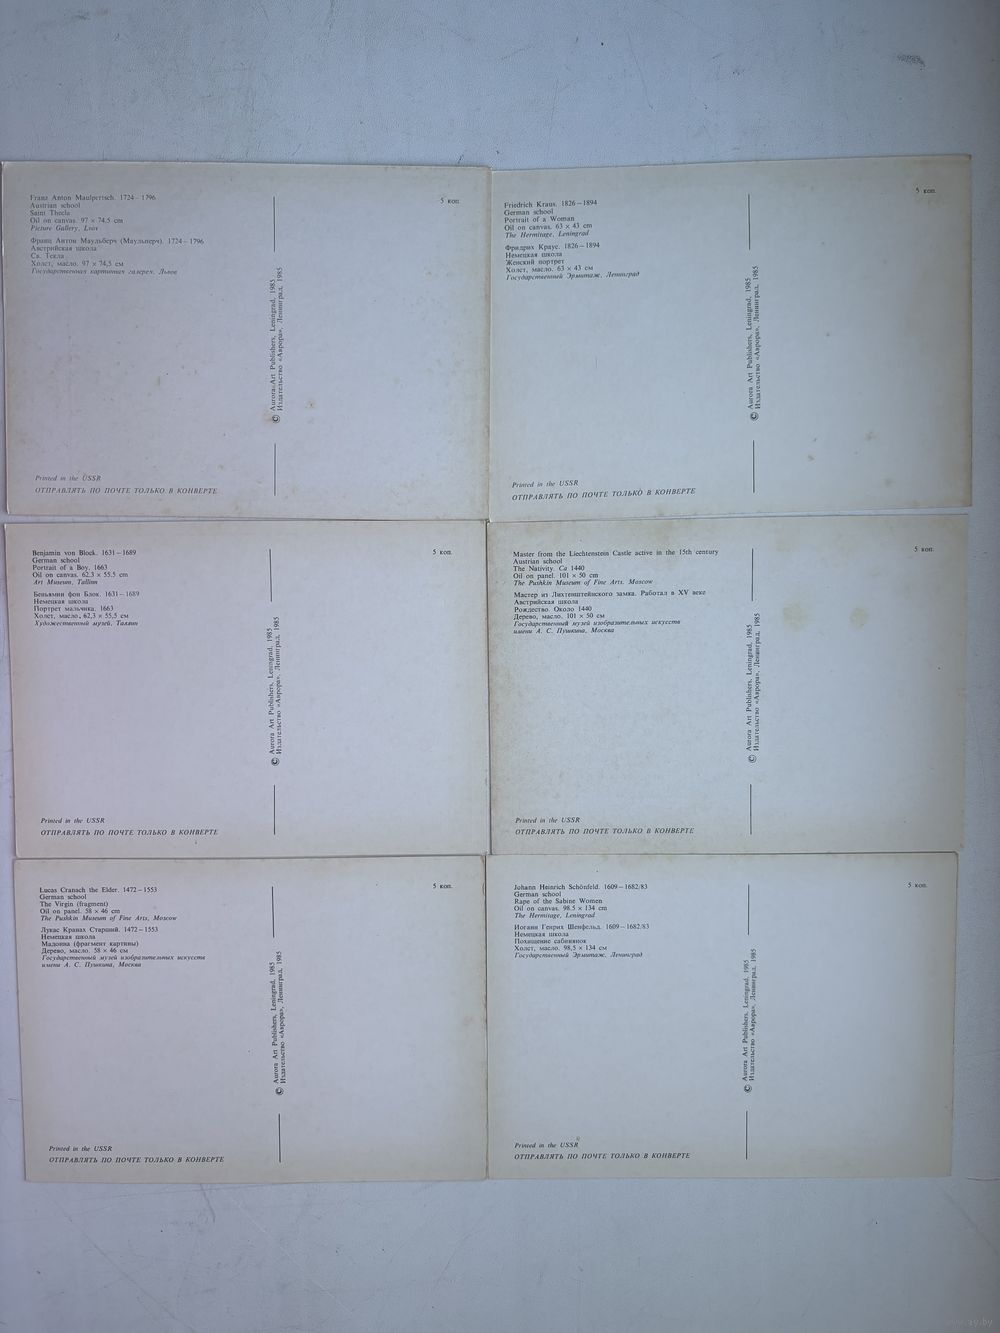 Franz Anton Maulpertsch. 1724–1796
Austrian school
Saint Thecla
Oil on canvas. 97 × 74,5 cm
Picture Gallery, Lvov
Франц Антон Маульберч (Маульперч). 1724–1796
Австрийская школа
Св. Текла
Холст, масло. 97 × 74,5 см
Государственная картинная галерея. Львов
5 коп.
© Aurora Art Publishers, Leningrad, 1985
Издательство «Аврора», Ленинград, 1985
Printed in the USSR
ОТПРАВЛЯТЬ ПО ПОЧТЕ ТОЛЬКО В КОНВЕРТЕ
Friedrich Kraus. 1826–1894
German school
Portrait of a Woman
Oil on canvas. 63 × 43 cm
The Hermitage, Leningrad
Фридрих Краус. 1826–1894
Немецкая школа
Женский портрет
Холст, масло. 63 × 43 см
Государственный Эрмитаж, Ленинград
5 коп.
© Aurora Art Publishers, Leningrad, 1985
Издательство «Аврора», Ленинград, 1985
Printed in the USSR
ОТПРАВЛЯТЬ ПО ПОЧТЕ ТОЛЬКО В КОНВЕРТЕ
Benjamin von Block. 1631–1689
German school
Portrait of a Boy. 1663
Oil on canvas. 62.3 × 55.5 cm
Art Museum, Tallinn
Беньямин фон Блок. 1631–1689
Немецкая школа
Портрет мальчика. 1663
Холст, масло, 62,3 × 55,5 см
Художественный музей, Таллин
5 коп.
© Aurora Art Publishers, Leningrad, 1985
Издательство «Аврора», Ленинград, 1985
Printed in the USSR
ОТПРАВЛЯТЬ ПО ПОЧТЕ ТОЛЬКО В КОНВЕРТЕ
Master from the Liechtenstein Castle active in the 15th century
Austrian school
The Nativity. Ca 1440
Oil on panel. 101 × 50 cm
The Pushkin Museum of Fine Arts. Moscow
Мастер из Лихтенштейнского замка. Работал в XV веке
Австрийская школа
Рождество. Около 1440
Дерево, масло. 101 × 50 см
Государственный музей изобразительных искусств
имени А. С. Пушкина, Москва
5 коп.
© Aurora Art Publishers, Leningrad, 1985
Издательство «Аврора», Ленинград, 1985
Printed in the USSR
ОТПРАВЛЯТЬ ПО ПОЧТЕ ТОЛЬКО В КОНВЕРТЕ
Lucas Cranach the Elder. 1472–1553
German school
The Virgin (fragment)
Oil on panel. 58 × 46 cm
The Pushkin Museum of Fine Arts, Moscow
Лукас Кранах Старший. 1472–1553
Немецкая школа
Мадонна (фрагмент картины)
Дерево, масло. 58 × 46 см
Государственный музей изобразительных искусств
имени А. С. Пушкина, Москва
5 коп.
© Aurora Art Publishers, Leningrad, 1985
Издательство «Аврора», Ленинград, 1985
Printed in the USSR
ОТПРАВЛЯТЬ ПО ПОЧТЕ ТОЛЬКО В КОНВЕРТЕ
Johann Heinrich Schönfeld. 1609–1682/83
German school
Rape of the Sabine Women
Oil on canvas. 98.5 × 134 cm
The Hermitage, Leningrad
Иоганн Генрих Шенфельд. 1609–1682/83
Немецкая школа
Похищение сабинянок
Холст, масло. 98,5 × 134 см
Государственный Эрмитаж, Ленинград
5 коп.
© Aurora Art Publishers, Leningrad, 1985
Издательство «Аврора», Ленинград, 1985
Printed in the USSR
ОТПРАВЛЯТЬ ПО ПОЧТЕ ТОЛЬКО В КОНВЕРТЕ
www.ay.by